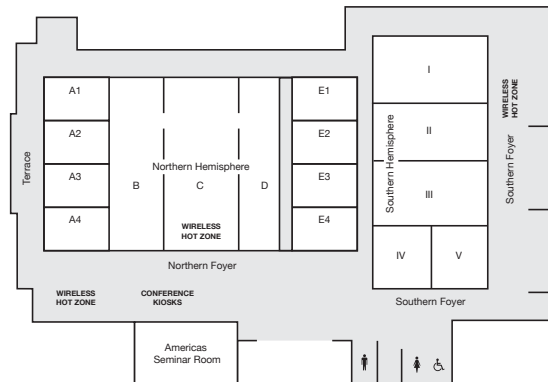 I
A1
E1
WIRELESS
HOT ZONE
A2
E2
II
Northern Hemisphere
Southern Hemisphere
Southern Foyer
Terrace
A3
B
C
D
E3
III
A4
WIRELESS
HOT ZONE
E4
IV
V
Northern Foyer
WIRELESS
HOT ZONE
CONFERENCE
KIOSKS
Southern Foyer
Americas
Seminar Room